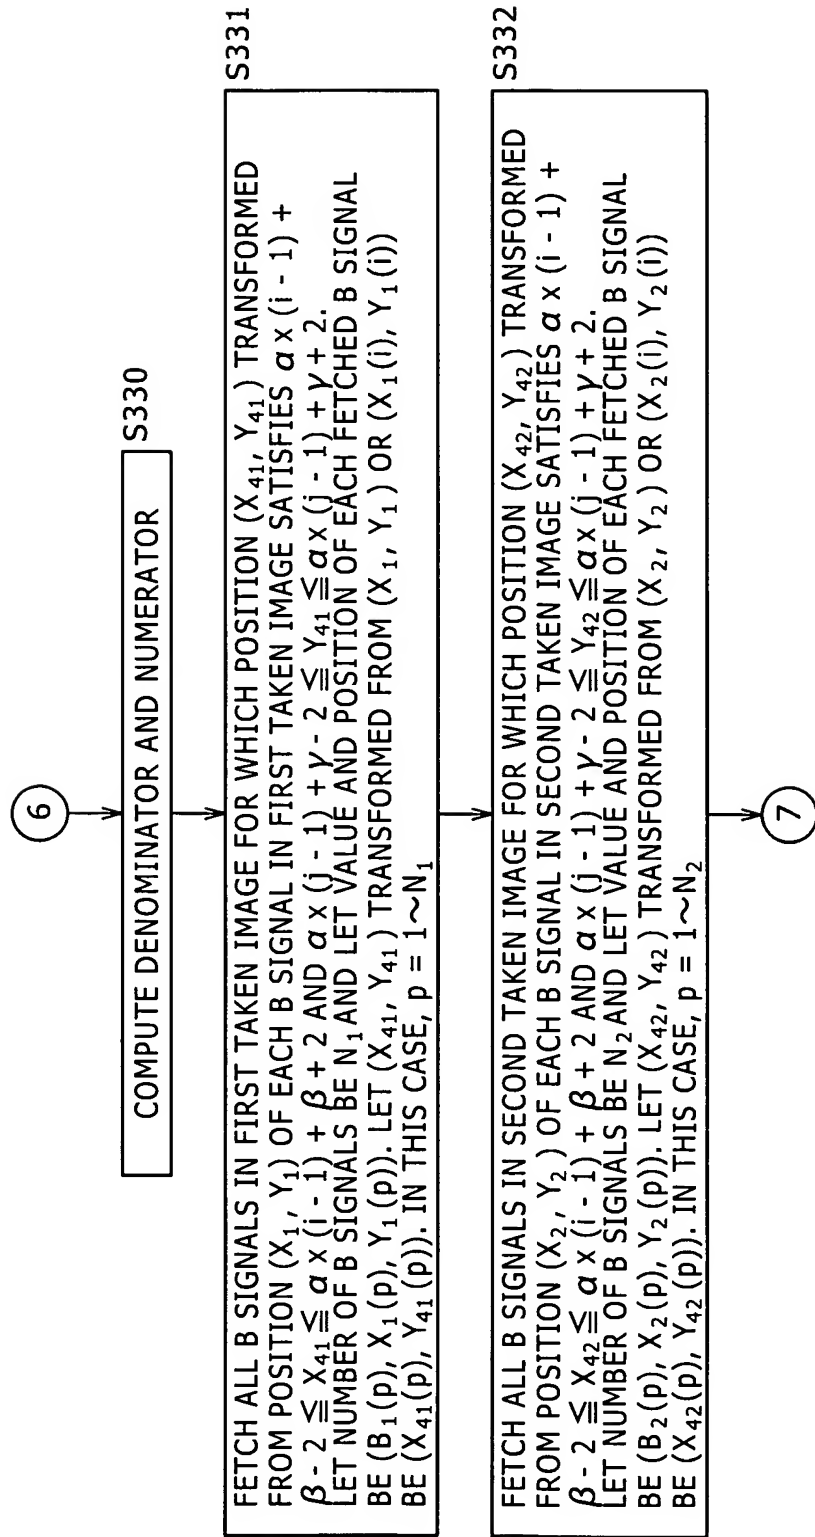 6
S330
COMPUTE DENOMINATOR AND NUMERATOR
S331
FETCH ALL B SIGNALS IN FIRST TAKEN IMAGE FOR WHICH POSITION (X₄₁, Y₄₁) TRANSFORMED
FROM POSITION (X₁, Y₁) OF EACH B SIGNAL IN FIRST TAKEN IMAGE SATISFIES α x (i - 1) +
β - 2 ≦ X₄₁ ≦ α x (i - 1) + β + 2 AND α x (j - 1) + γ - 2 ≦ Y₄₁ ≦ α x (j - 1) + γ + 2.
LET NUMBER OF B SIGNALS BE N₁ AND LET VALUE AND POSITION OF EACH FETCHED B SIGNAL
BE (B₁(p), X₁(p), Y₁(p)). LET (X₄₁, Y₄₁) TRANSFORMED FROM (X₁, Y₁) OR (X₁(i), Y₁(i))
BE (X₄₁(p), Y₄₁(p)). IN THIS CASE, p = 1~N₁
S332
FETCH ALL B SIGNALS IN SECOND TAKEN IMAGE FOR WHICH POSITION (X₄₂, Y₄₂) TRANSFORMED
FROM POSITION (X₂, Y₂) OF EACH B SIGNAL IN SECOND TAKEN IMAGE SATISFIES α x (i - 1) +
β - 2 ≦ X₄₂ ≦ α x (i - 1) + β + 2 AND α x (j - 1) + γ - 2 ≦ Y₄₂ ≦ α x (j - 1) + γ + 2.
LET NUMBER OF B SIGNALS BE N₂ AND LET VALUE AND POSITION OF EACH FETCHED B SIGNAL
BE (B₂(p), X₂(p), Y₂(p)). LET (X₄₂, Y₄₂) TRANSFORMED FROM (X₂, Y₂) OR (X₂(i), Y₂(i))
BE (X₄₂(p), Y₄₂(p)). IN THIS CASE, p = 1~N₂
7